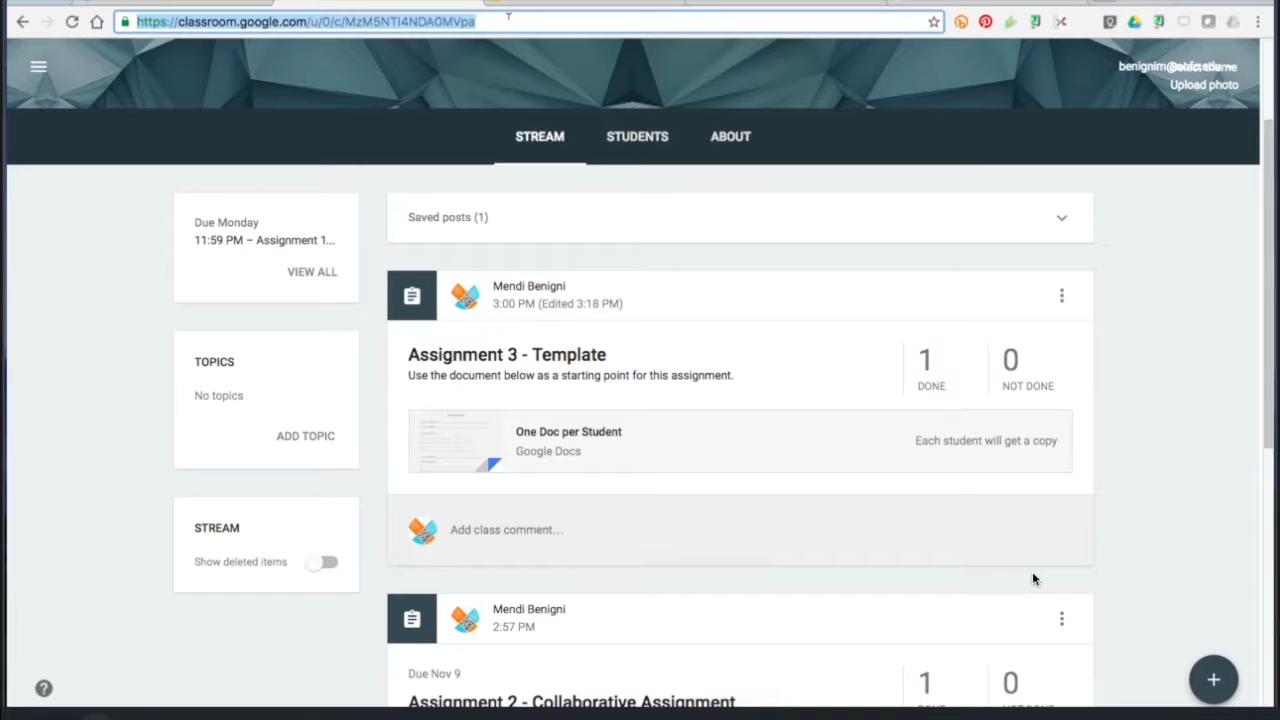 https://classroom.google.com/u/0/c/MzM5NTI4NDA0MVpa
Upload photo
STREAM
STUDENTS
ABOUT
Due Monday
11:59 PM – Assignment 1...
VIEW ALL
Saved posts (1)
Mendi Benigni
3:00 PM (Edited 3:18 PM)
TOPICS
No topics
ADD TOPIC
Assignment 3 - Template
Use the document below as a starting point for this assignment.
1
DONE
0
NOT DONE
One Doc per Student
Google Docs
Each student will get a copy
STREAM
Show deleted items
Add class comment...
Mendi Benigni
2:57 PM
Due Nov 9
Assignment 2 - Collaborative Assignment
1
DONE
0
NOT DONE